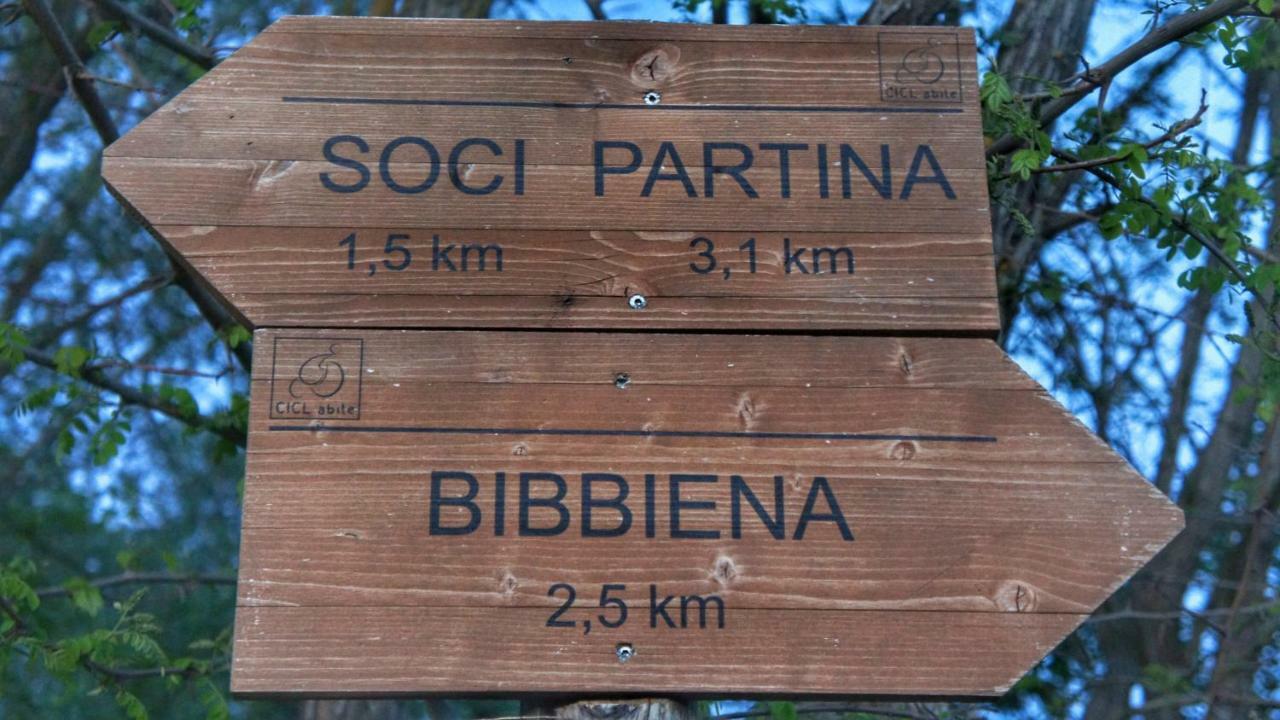 CICL abile
SOCI PARTINA
1,5 km 3,1 km
CICL abile
BIBBIENA
2,5 km